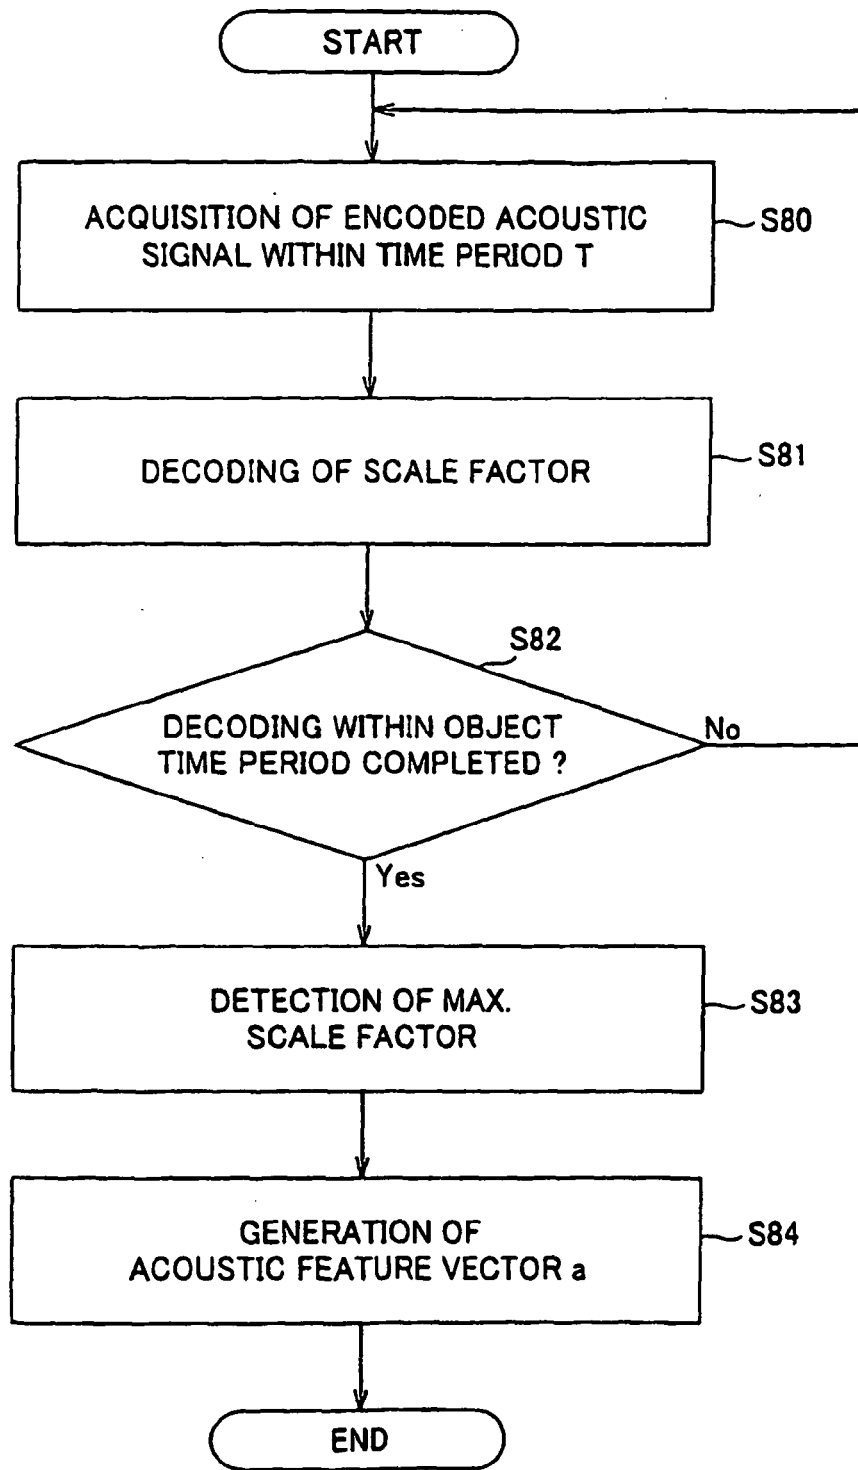 START
ACQUISITION OF ENCODED ACOUSTIC
SIGNAL WITHIN TIME PERIOD T
S80
DECODING OF SCALE FACTOR
S81
S82
DECODING WITHIN OBJECT
TIME PERIOD COMPLETED ?
No
Yes
DETECTION OF MAX.
SCALE FACTOR
S83
GENERATION OF
ACOUSTIC FEATURE VECTOR a
S84
END